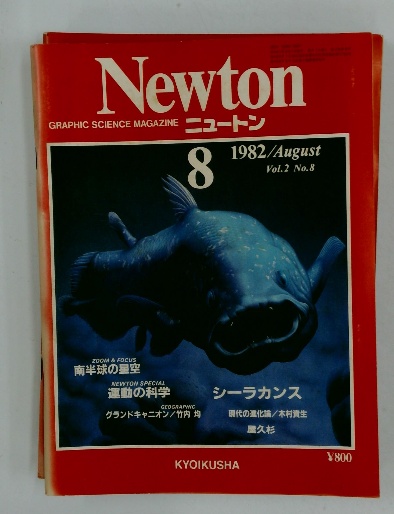 Newton
GRAPHIC SCIENCE MAGAZINE ニュートン
8
1982/August
Vol.2 No.8
ZOOM & FOCUS
南半球の星空
NEWTON SPECIAL
運動の科学
GEOGRAPHIC
グランドキャニオン／竹内 均
シーラカンス
現代の進化論／木村資生
屋久杉
¥800
KYOIKUSHA